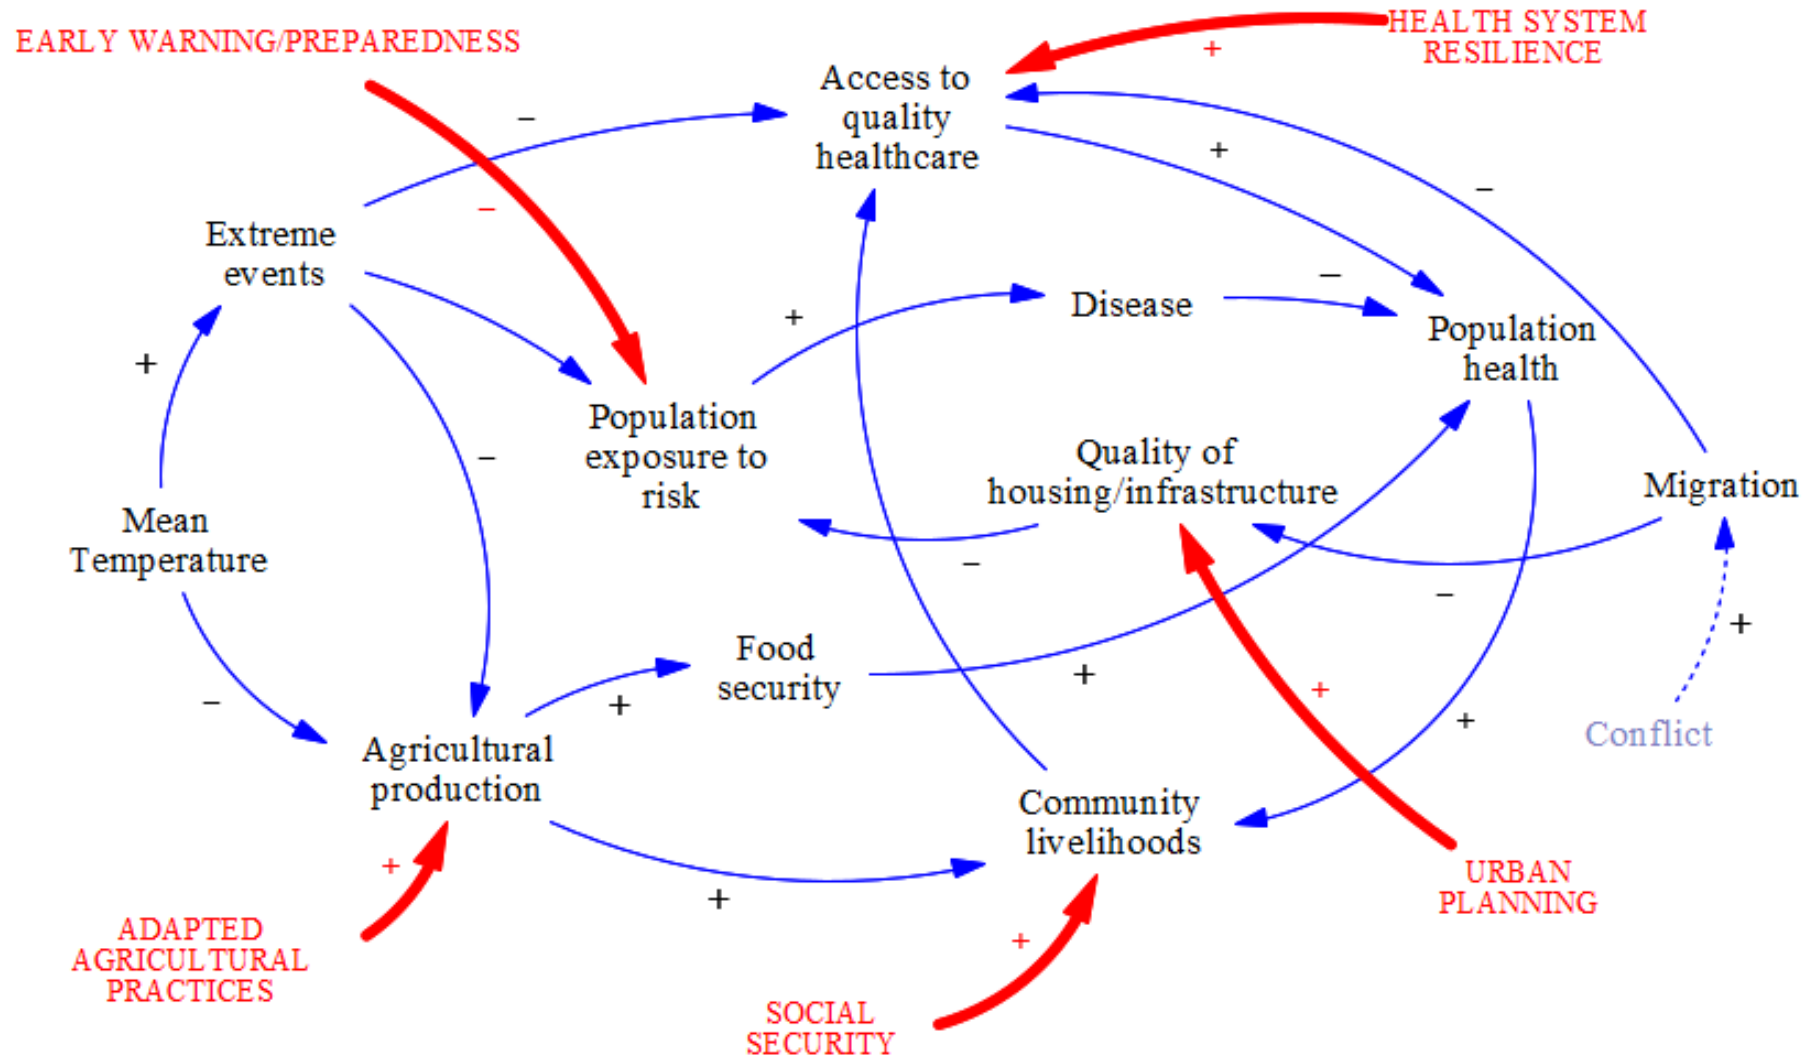 EARLY WARNING/PREPAREDNESS
HEALTH SYSTEM
RESILIENCE
+
Access to
quality
healthcare
−
+
−
−
Extreme
events
+
−
Disease
Population
health
+
Population
exposure to
risk
−
Quality of
housing/infrastructure
Migration
Mean
Temperature
−
−
+
Food
security
+
+
−
+
+
Conflict
Agricultural
production
Community
livelihoods
+
+
URBAN
PLANNING
ADAPTED
AGRICULTURAL
PRACTICES
+
SOCIAL
SECURITY